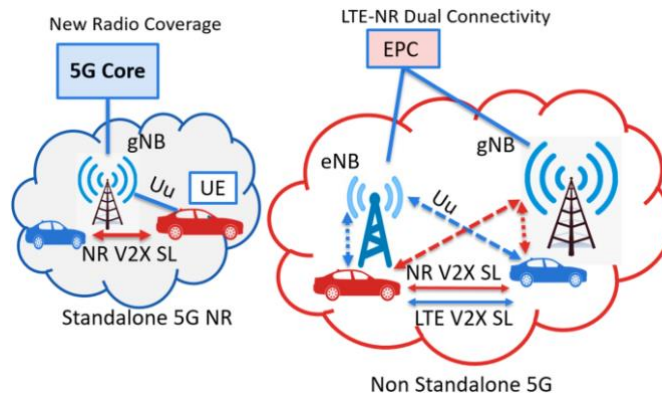 New Radio Coverage
5G Core
gNB
Uu
UE
NR V2X SL
Standalone 5G NR
LTE-NR Dual Connectivity
EPC
eNB
gNB
Uu
NR V2X SL
LTE V2X SL
Non Standalone 5G